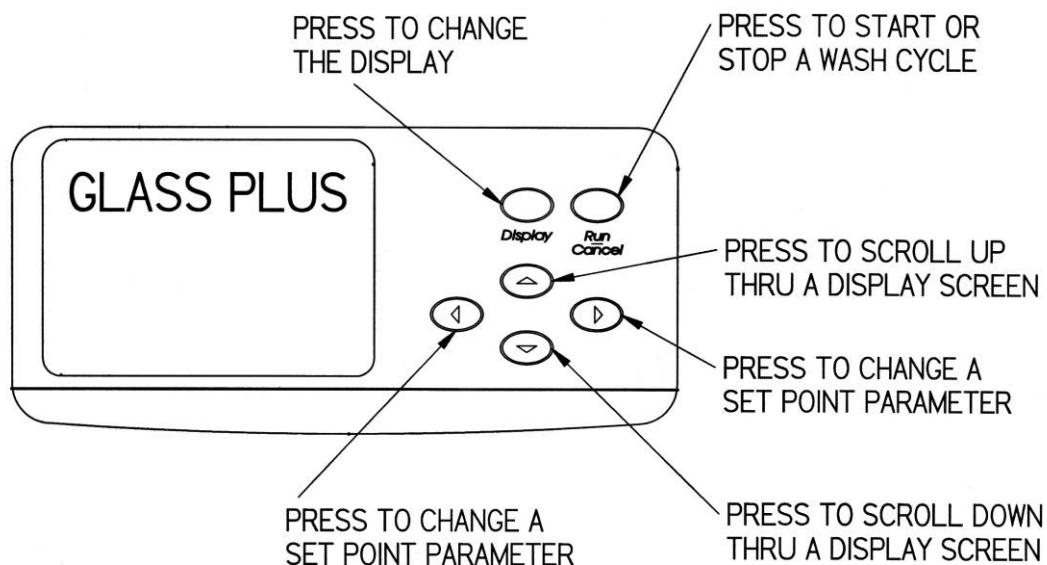 PRESS TO CHANGE
THE DISPLAY
PRESS TO START OR
STOP A WASH CYCLE
GLASS PLUS
Display
Run
Cancel
PRESS TO SCROLL UP
THRU A DISPLAY SCREEN
PRESS TO CHANGE A
SET POINT PARAMETER
PRESS TO CHANGE A
SET POINT PARAMETER
PRESS TO SCROLL DOWN
THRU A DISPLAY SCREEN